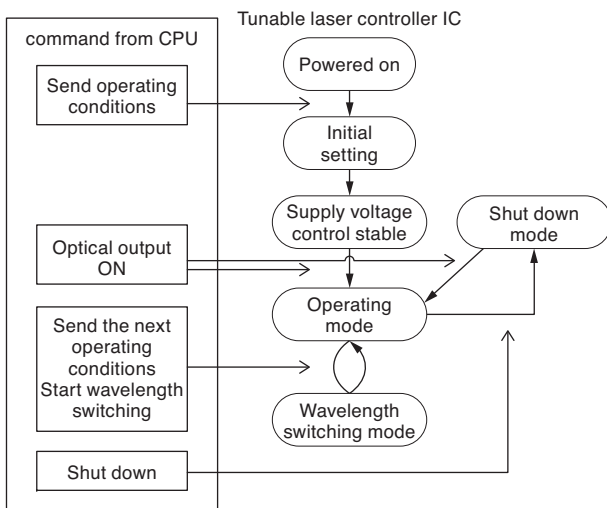 Tunable laser controller IC
command from CPU
Powered on
Send operating
conditions
Initial
setting
Supply voltage
control stable
Shut down
mode
Optical output
ON
Operating
mode
Send the next
operating
conditions
Start wavelength
switching
Wavelength
switching mode
Shut down